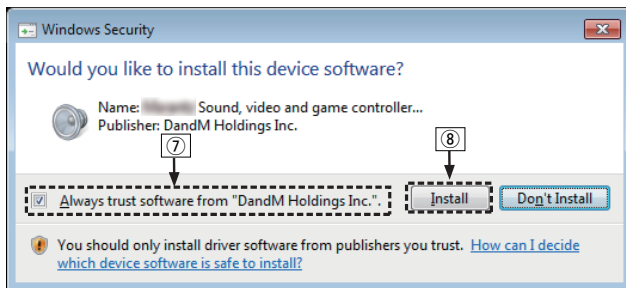 Windows Security
Would you like to install this device software?
Name: Sound, video and game controller...
Publisher: DandM Holdings Inc.
⑦
⑧
Always trust software from "DandM Holdings Inc.".
Install
Don't Install
You should only install driver software from publishers you trust. How can I decide
which device software is safe to install?